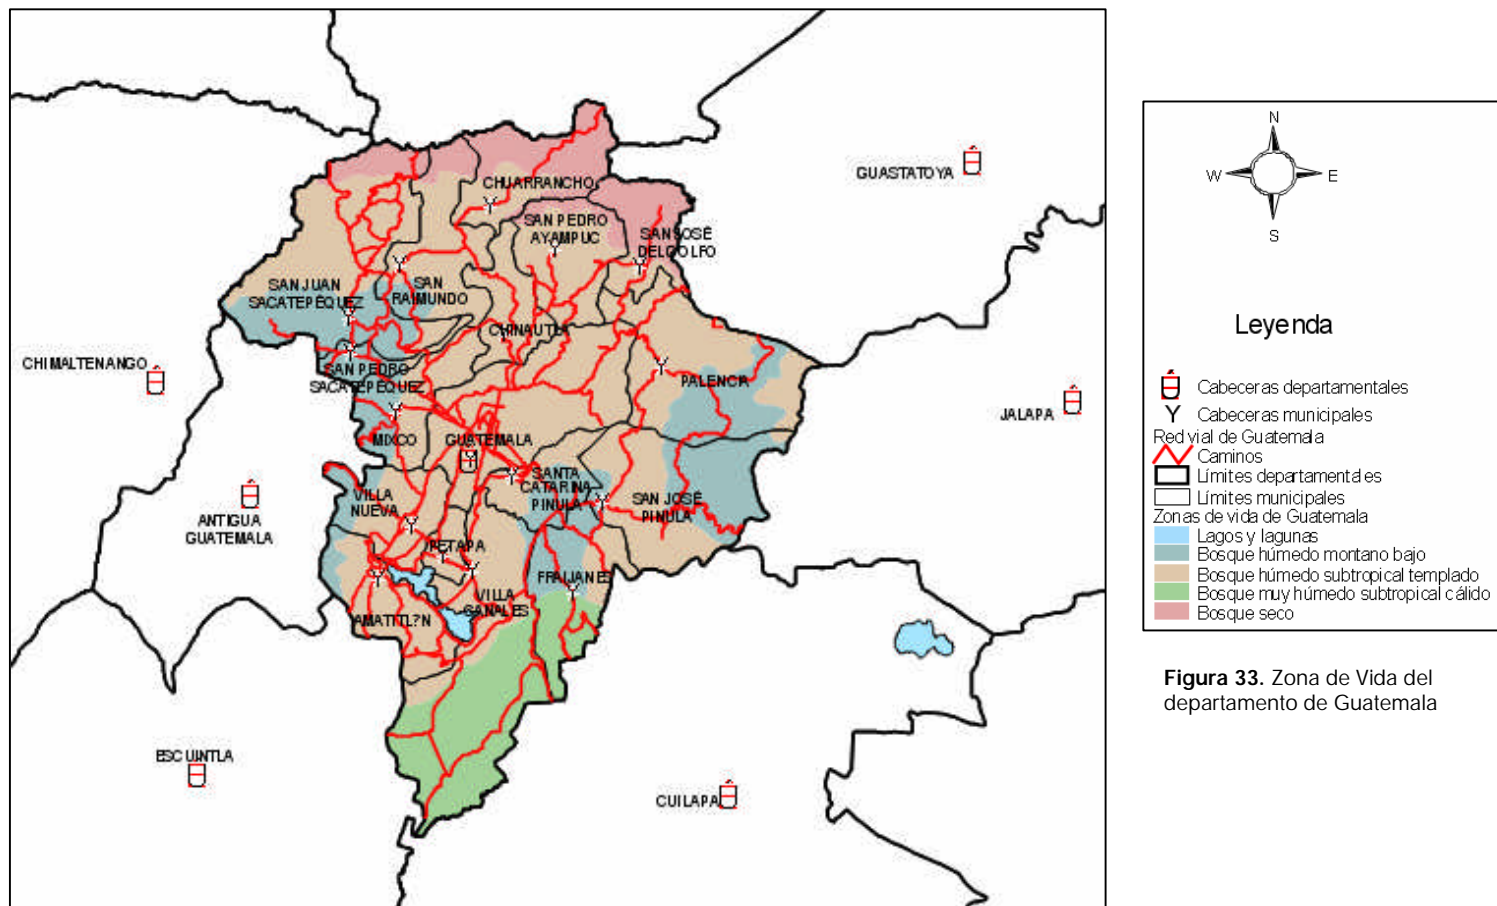 GUASTATOYA
CHUARRANCHO
SAN PEDRO
AYAMPUC
SAN JOSÉ
DEL GOLFO
SAN JUAN
SACATEPÉQUEZ
SAN
RAIMUNDO
CHINAUTLA
CHIMALTENANGO
SAN PEDRO
SACATEPÉQUEZ
PALENCIA
JALAPA
MIXCO
GUATEMALA
SANTA
CATARINA
PINULA
VILLA
NUEVA
SAN JOSÉ
PINULA
ANTIGUA
GUATEMALA
PETAPA
FRAIJANES
VILLA
CANALES
AMATITL?N
ESCUINTLA
CUILAPA
N
W
E
S
Leyenda
Cabeceras departamentales
Cabeceras municipales
Red vial de Guatemala
Caminos
Límites departamentales
Límites municipales
Zonas de vida de Guatemala
Lagos y lagunas
Bosque húmedo montano bajo
Bosque húmedo subtropical templado
Bosque muy húmedo subtropical cálido
Bosque seco
Figura 33. Zona de Vida del
departamento de Guatemala